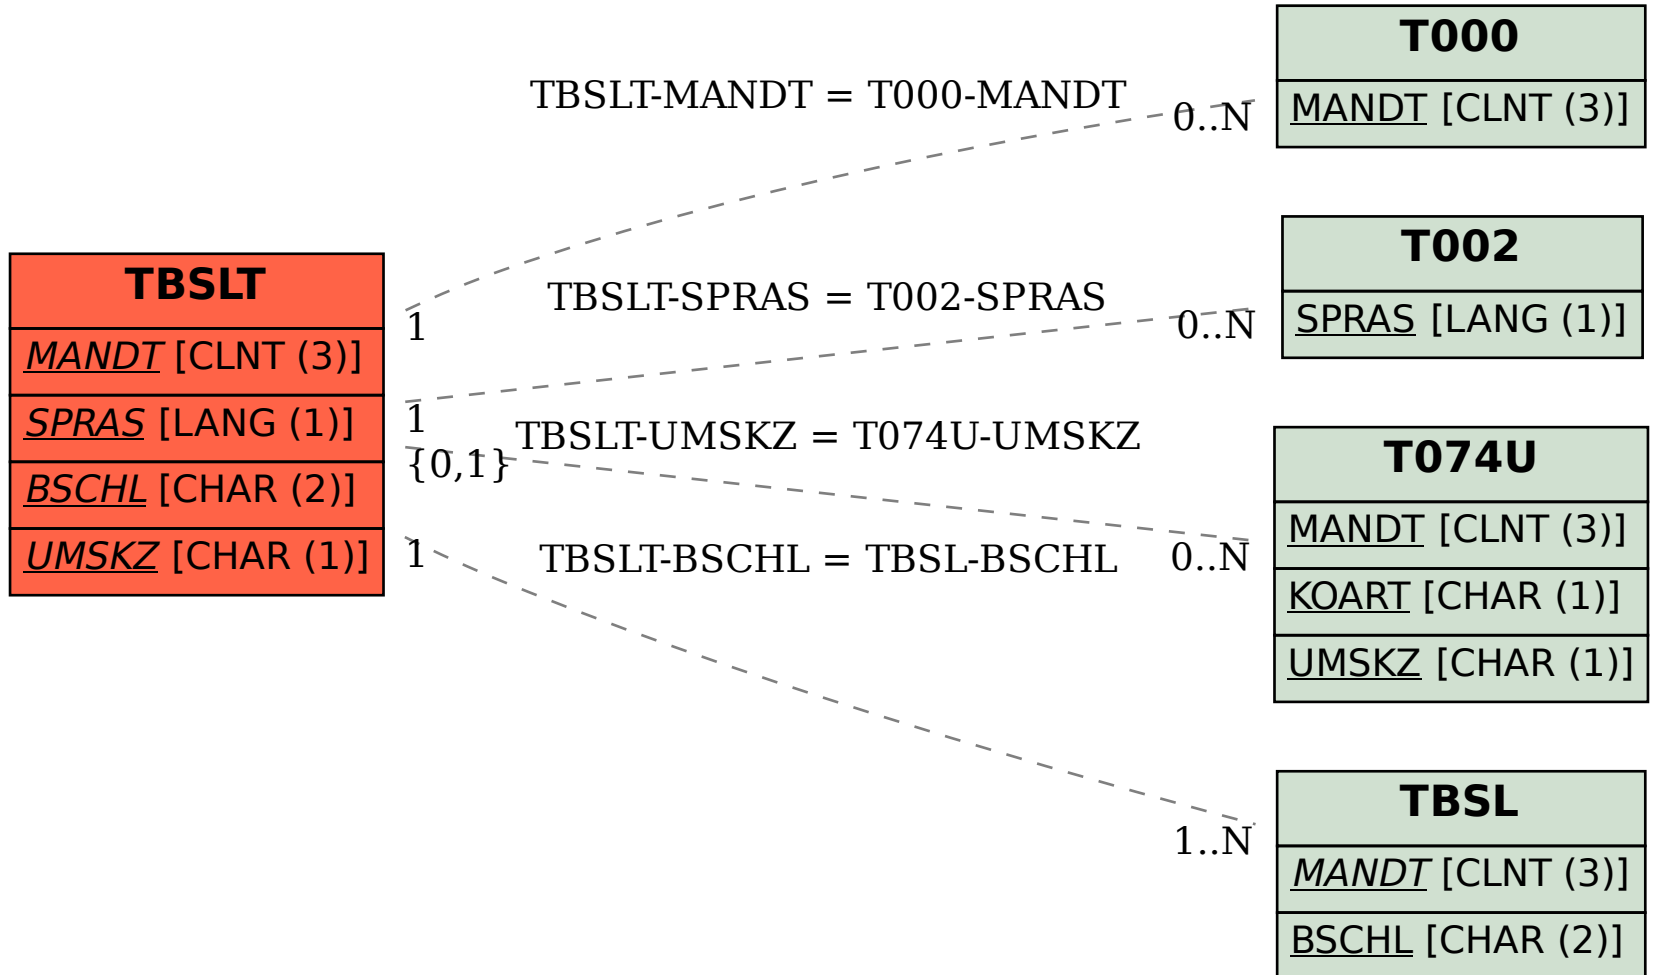 TBSLT
MANDT [CLNT (3)]
SPRAS [LANG (1)]
BSCHL [CHAR (2)]
UMSKZ [CHAR (1)]
TBSLT-MANDT = T000-MANDT
1
0..N
TBSLT-SPRAS = T002-SPRAS
1
0..N
TBSLT-UMSKZ = T074U-UMSKZ
{0,1}
0..N
TBSLT-BSCHL = TBSL-BSCHL
1
1..N
T000
MANDT [CLNT (3)]
T002
SPRAS [LANG (1)]
T074U
MANDT [CLNT (3)]
KOART [CHAR (1)]
UMSKZ [CHAR (1)]
TBSL
MANDT [CLNT (3)]
BSCHL [CHAR (2)]